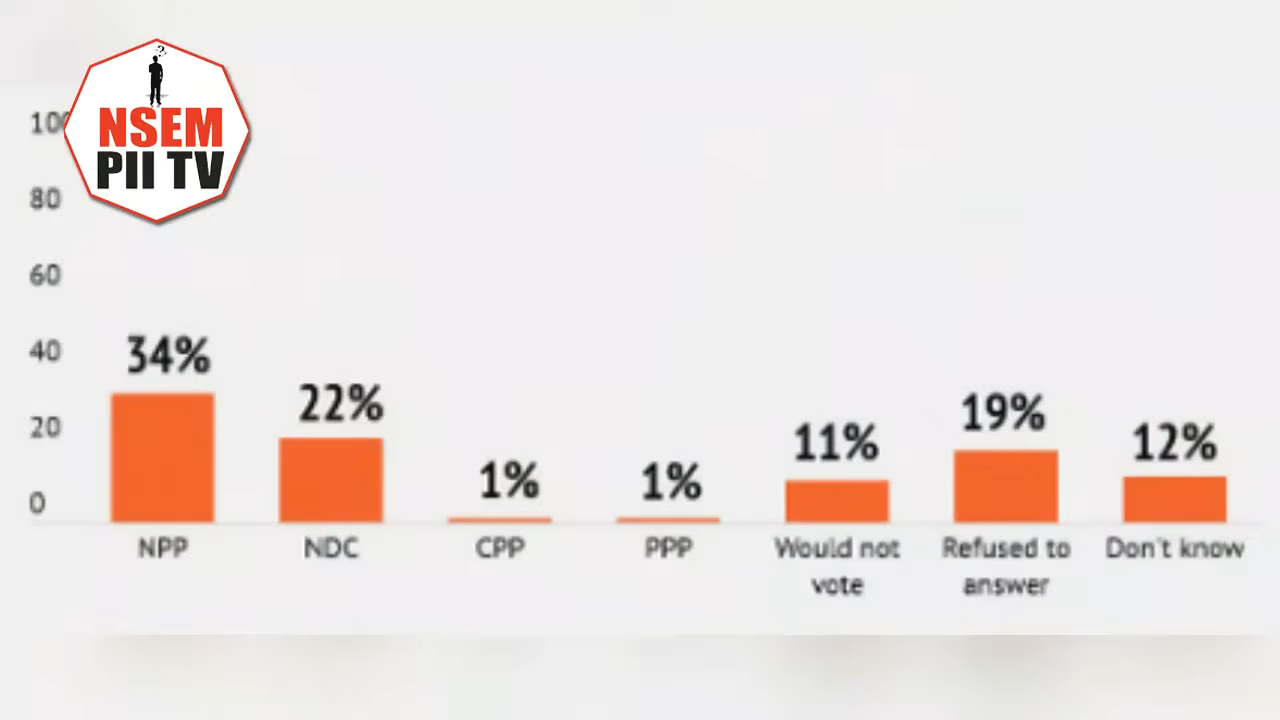 ?
NSEM
PII TV
100
80
60
40
20
0
34%
22%
1%
1%
11%
19%
12%
NPP
NDC
CPP
PPP
Would not
vote
Refused to
answer
Don't know